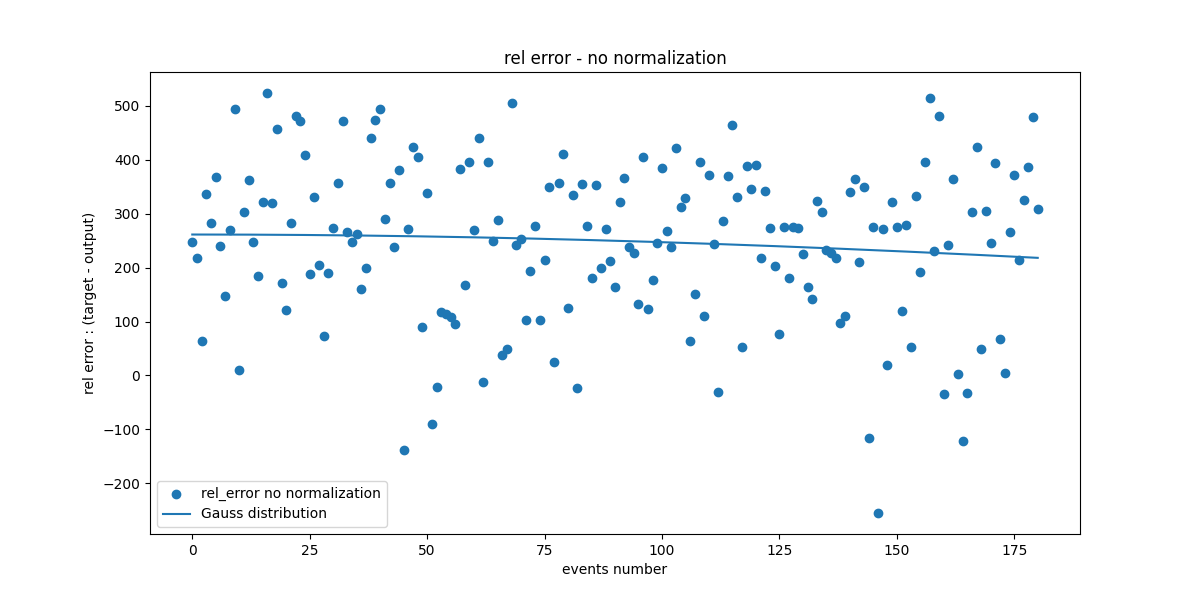 rel error - no normalization
rel error : (target - output)
500
400
300
200
100
0
−100
−200
rel_error no normalization
Gauss distribution
0 25 50 75 100 125 150 175
events number